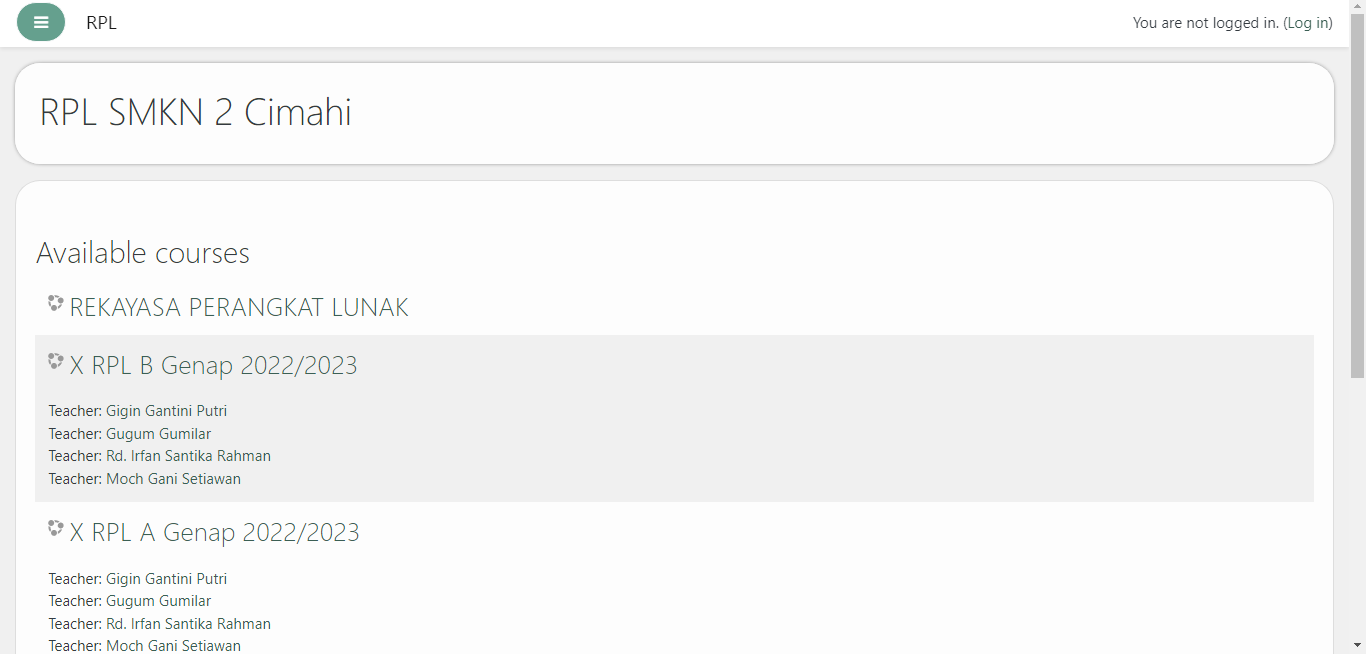 RPL
You are not logged in. (Log in)
RPL SMKN 2 Cimahi
Available courses
REKAYASA PERANGKAT LUNAK
X RPL B Genap 2022/2023
Teacher: Gigin Gantini Putri
Teacher: Gugum Gumilar
Teacher: Rd. Irfan Santika Rahman
Teacher: Moch Gani Setiawan
X RPL A Genap 2022/2023
Teacher: Gigin Gantini Putri
Teacher: Gugum Gumilar
Teacher: Rd. Irfan Santika Rahman
Teacher: Moch Gani Setiawan